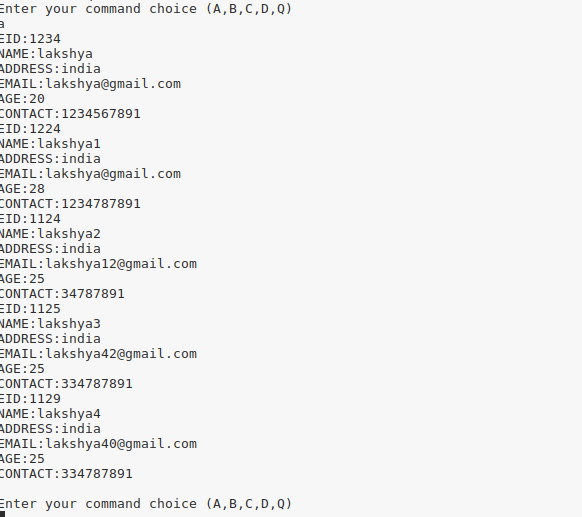 Enter your command choice (A,B,C,D,Q)
a
EID:1234
NAME:lakshya
ADDRESS:india
EMAIL:lakshya@gmail.com
AGE:20
CONTACT:1234567891
EID:1224
NAME:lakshya1
ADDRESS:india
EMAIL:lakshya@gmail.com
AGE:28
CONTACT:1234787891
EID:1124
NAME:lakshya2
ADDRESS:india
EMAIL:lakshya12@gmail.com
AGE:25
CONTACT:34787891
EID:1125
NAME:lakshya3
ADDRESS:india
EMAIL:lakshya42@gmail.com
AGE:25
CONTACT:334787891
EID:1129
NAME:lakshya4
ADDRESS:india
EMAIL:lakshya40@gmail.com
AGE:25
CONTACT:334787891
Enter your command choice (A,B,C,D,Q)